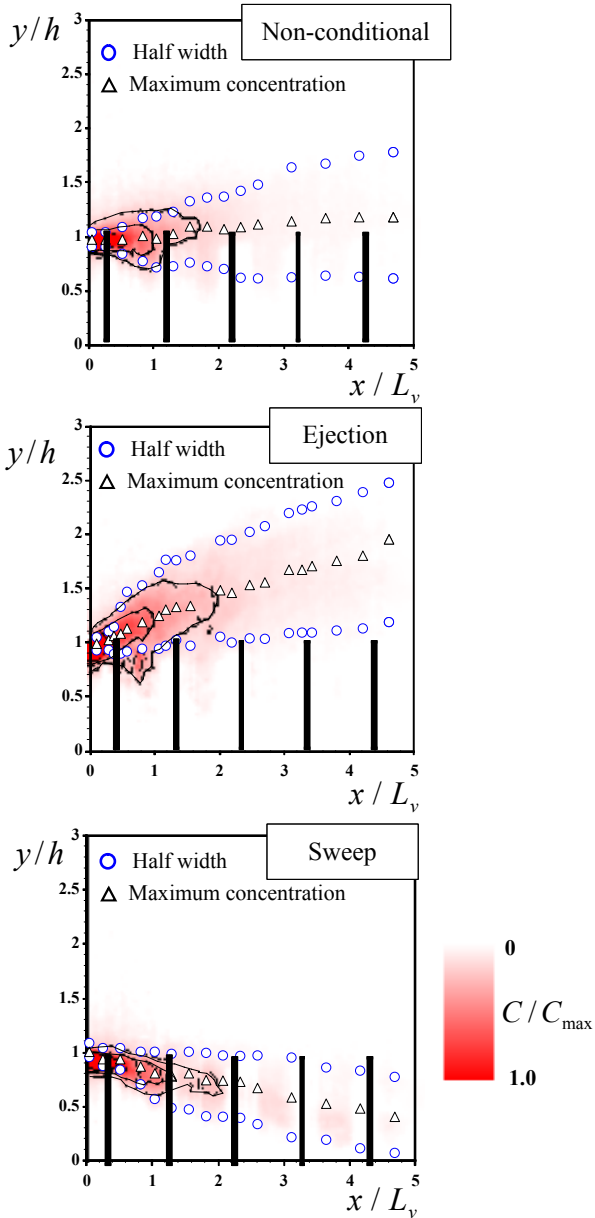 y/h
3
Non-conditional
Half width
Maximum concentration
2.5
2
1.5
1
0.5
0
0 1 2 3 4 5
x / L_v
y/h
3
Ejection
Half width
Maximum concentration
2.5
2
1.5
1
0.5
0
0 1 2 3 4 5
x / L_v
y/h
3
Sweep
Half width
Maximum concentration
2.5
2
1.5
1
0.5
0
0 1 2 3 4 5
x / L_v
0
C / C_max
1.0